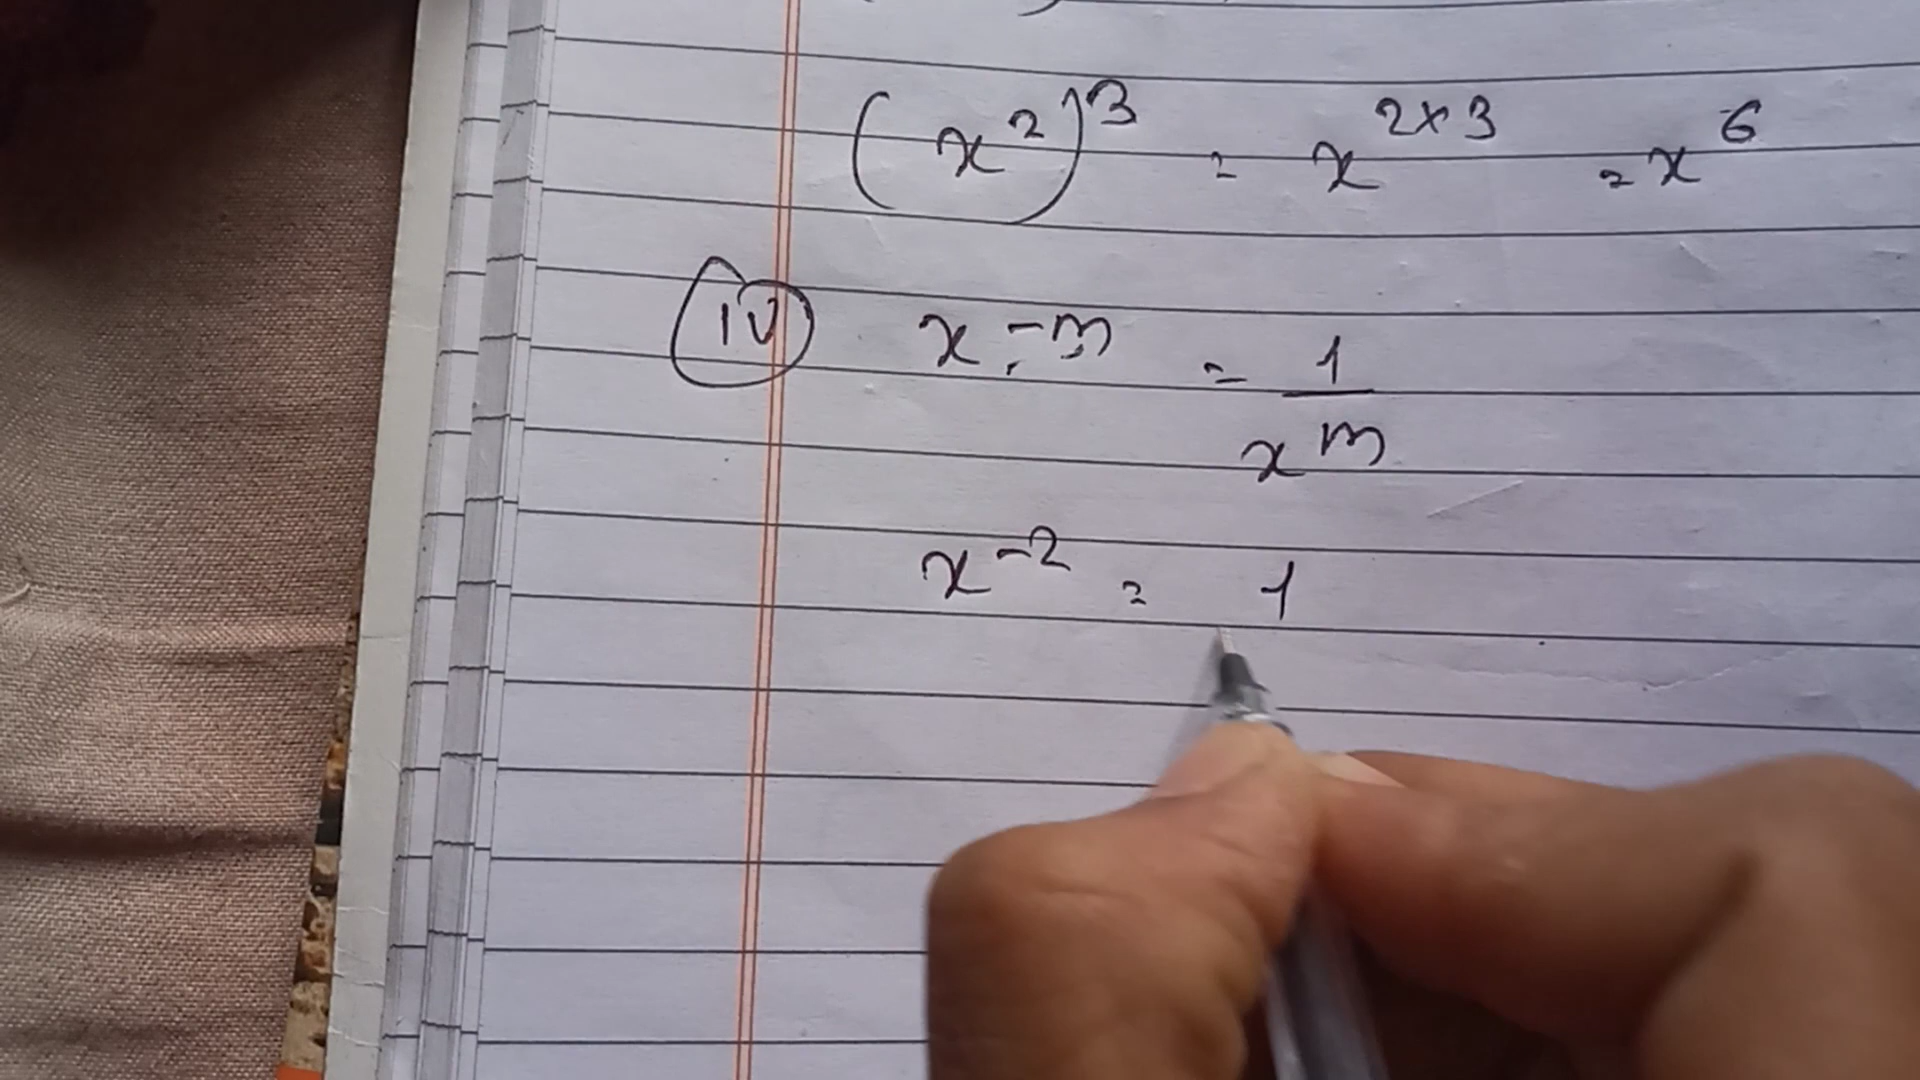 (x²)³ = x²ˣ³ = x⁶
(iv) x⁻ᵐ = 1/xᵐ
x⁻² = 1